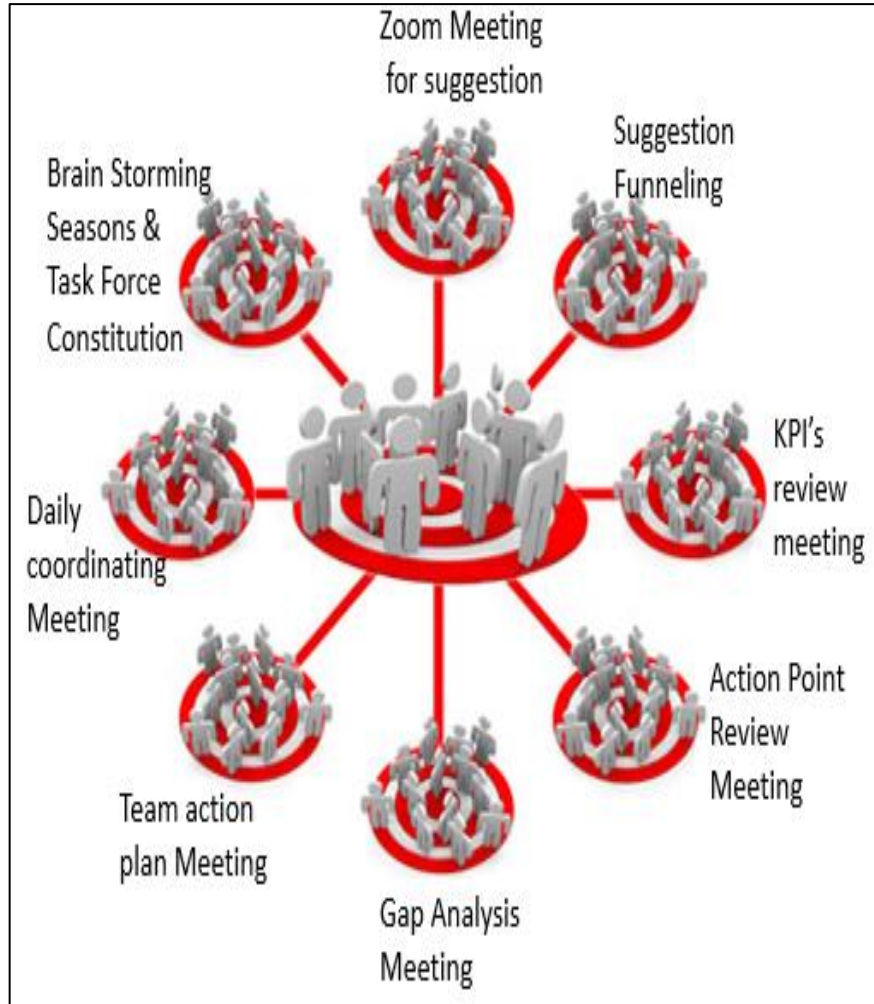 Zoom Meeting
for suggestion
Suggestion
Funneling
Brain Storming
Seasons &
Task Force
Constitution
KPI's
review
meeting
Daily
coordinating
Meeting
Action Point
Review
Meeting
Team action
plan Meeting
Gap Analysis
Meeting